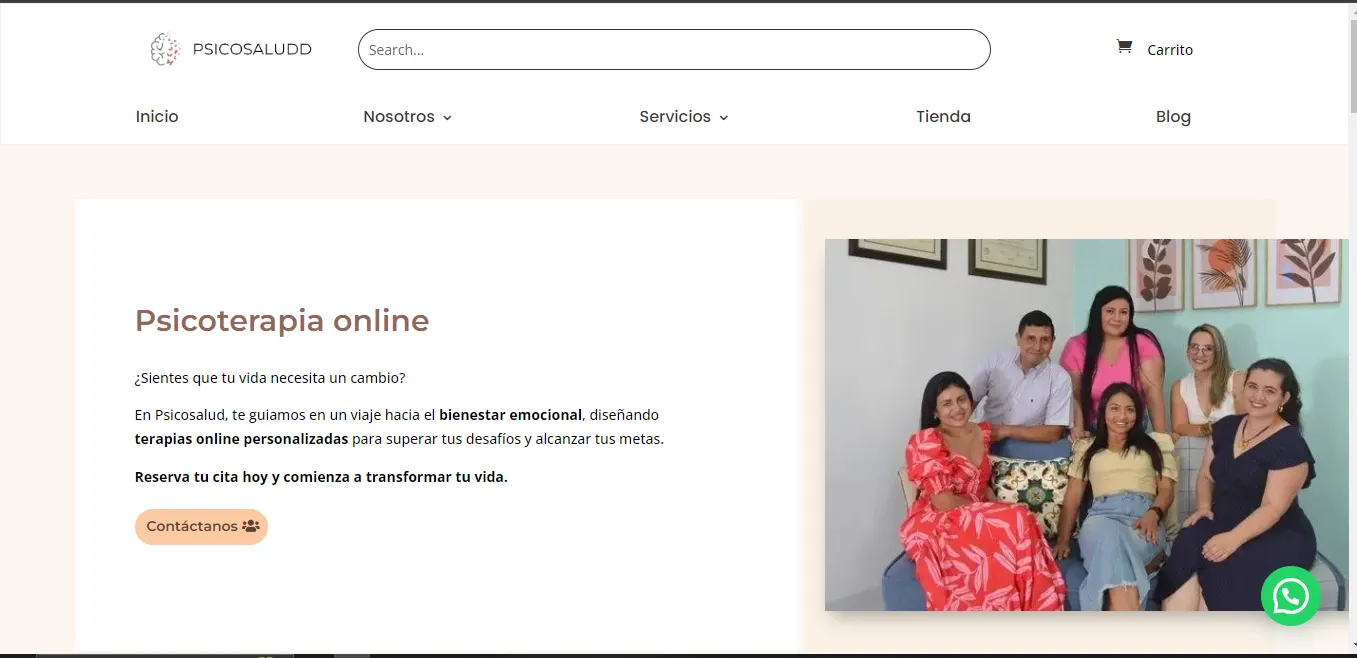 PSICOSALUDD
Search...
Carrito
Inicio
Nosotros
Servicios
Tienda
Blog
Psicoterapia online
¿Sientes que tu vida necesita un cambio?
En Psicosalud, te guiamos en un viaje hacia el bienestar emocional, diseñando
terapias online personalizadas para superar tus desafíos y alcanzar tus metas.
Reserva tu cita hoy y comienza a transformar tu vida.
Contáctanos